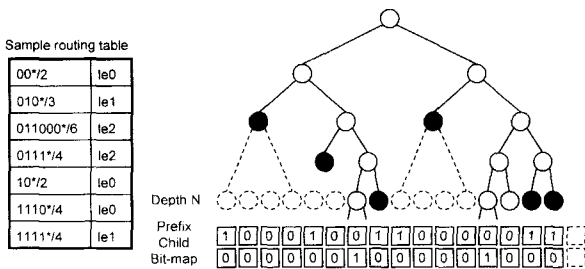 Sample routing table
00*/2 le0
010*/3 le1
011000*/6 le2
0111*/4 le2
10*/2 le0
1110*/4 le0
1111*/4 le1
Depth N
Prefix 1 0 0 0 1 0 0 1 1 0 0 0 0 0 1 1
Child
Bit-map 0 0 0 0 0 0 1 0 0 0 0 0 1 0 0 0